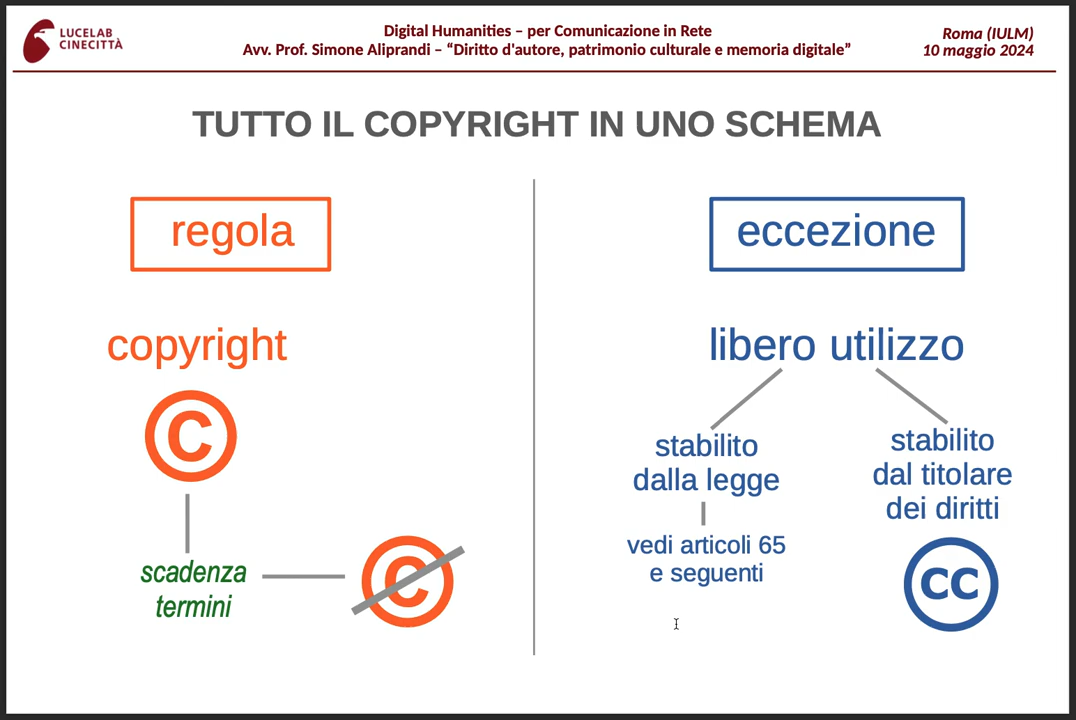 LUCELAB
CINECITTÀ
Digital Humanities – per Comunicazione in Rete
Avv. Prof. Simone Aliprandi – “Diritto d'autore, patrimonio culturale e memoria digitale”
Roma (IULM)
10 maggio 2024
TUTTO IL COPYRIGHT IN UNO SCHEMA
regola
copyright
C
scadenza
termini
C
eccezione
libero utilizzo
stabilito
dalla legge
vedi articoli 65
e seguenti
stabilito
dal titolare
dei diritti
CC